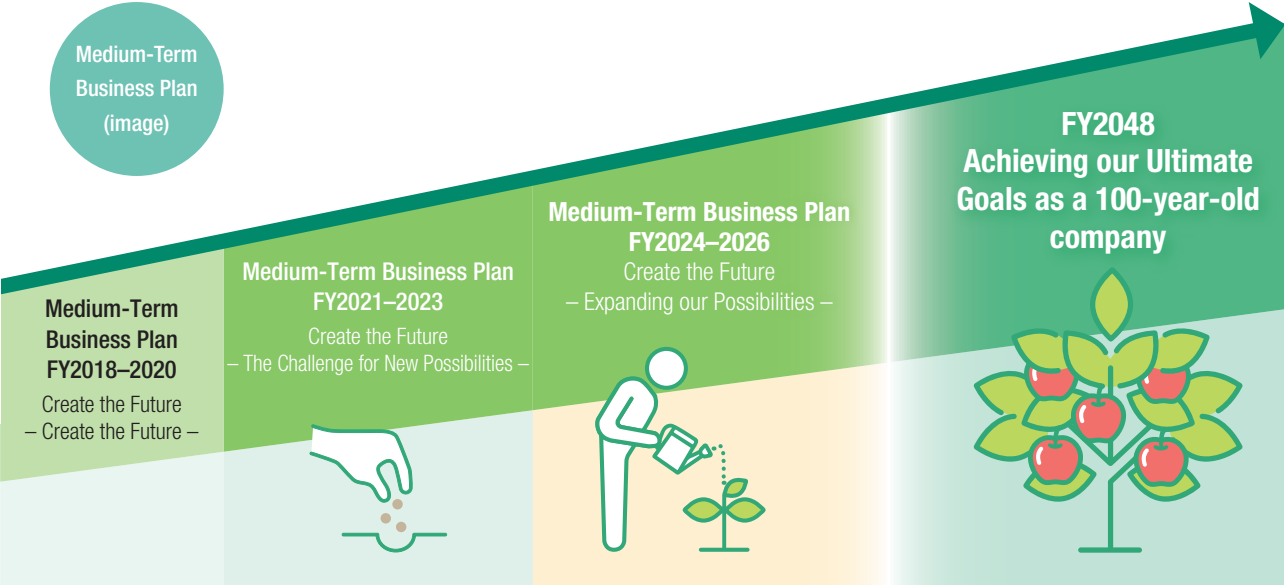 Medium-Term
Business Plan
(image)
Medium-Term
Business Plan
FY2018–2020
Create the Future
– Create the Future –
Medium-Term Business Plan
FY2021–2023
Create the Future
– The Challenge for New Possibilities –
Medium-Term Business Plan
FY2024–2026
Create the Future
– Expanding our Possibilities –
FY2048
Achieving our Ultimate
Goals as a 100-year-old
company